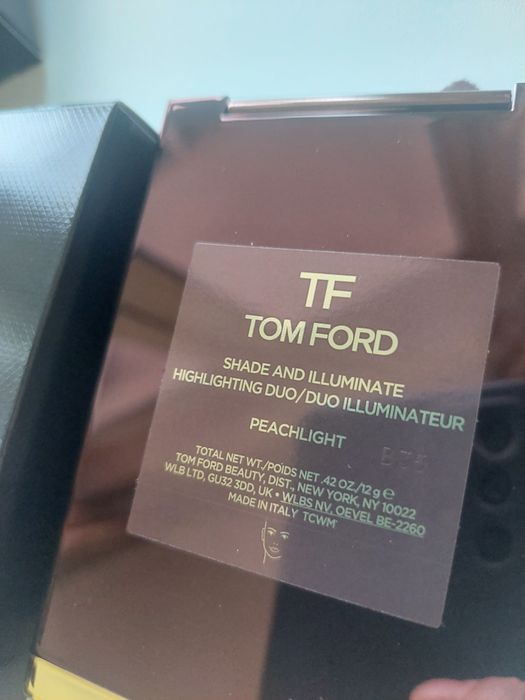 TF
TOM FORD
SHADE AND ILLUMINATE
HIGHLIGHTING DUO/DUO ILLUMINATEUR
PEACHLIGHT
TOTAL NET WT./POIDS NET .42 OZ./12 g ℮
TOM FORD BEAUTY, DIST., NEW YORK, NY 10022
WLB LTD, GU32 3DD, UK • WLBS NV, OEVEL BE-2260
MADE IN ITALY TCWM